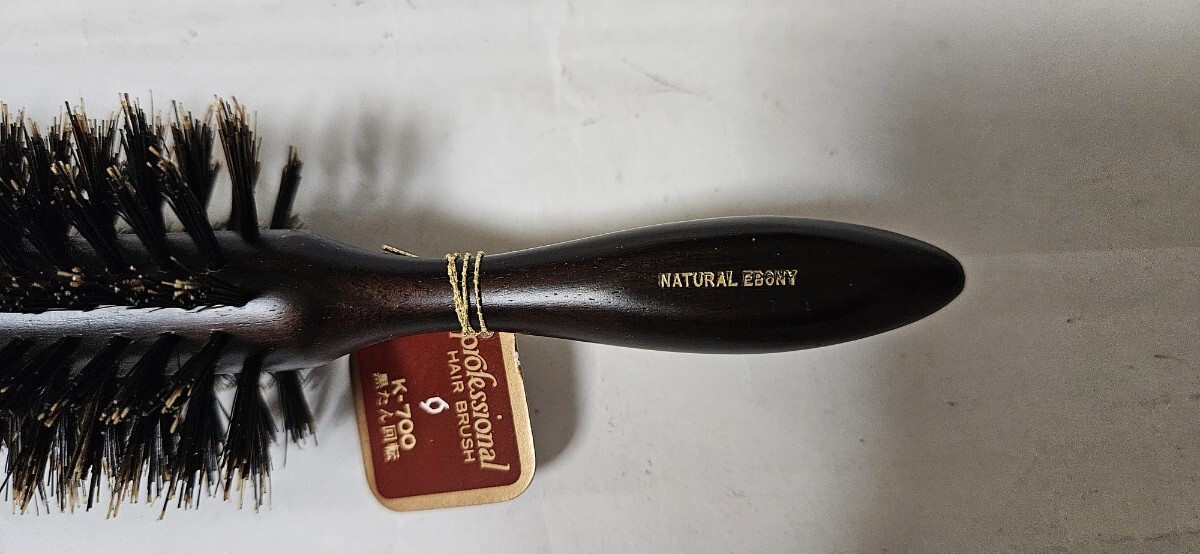 NATURAL EBONY
professional
HAIR BRUSH
K-700
黒たん回転